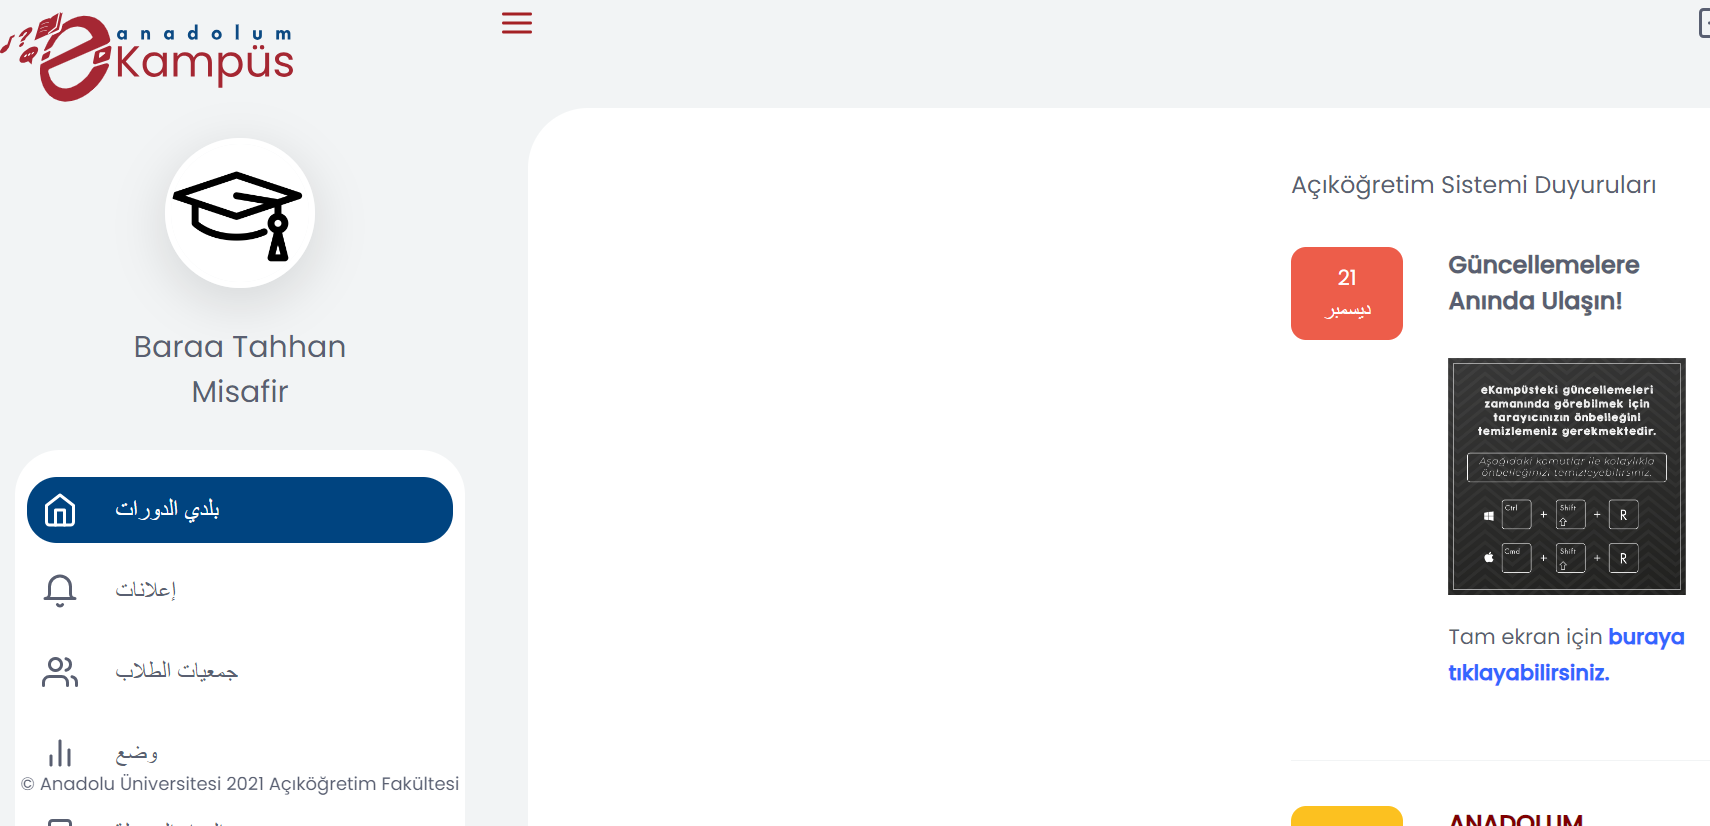 anadolum
eKampüs
Baraa Tahhan
Misafir
بلدي الدورات
إعلانات
جمعيات الطلاب
وضع
© Anadolu Üniversitesi 2021 Açıköğretim Fakültesi
Açıköğretim Sistemi Duyuruları
21
ديسمبر
Güncellemelere
Anında Ulaşın!
eKampüsteki güncellemeleri
zamanında görebilmek için
tarayıcınızın önbelleğini
temizlemeniz gerekmektedir.
Aşağıdaki komutlar ile kolaylıkla
önbelleğinizi temizleyebilirsiniz.
Ctrl + Shift + R
Cmd + Shift + R
Tam ekran için buraya
tıklayabilirsiniz.
ANADOLUM